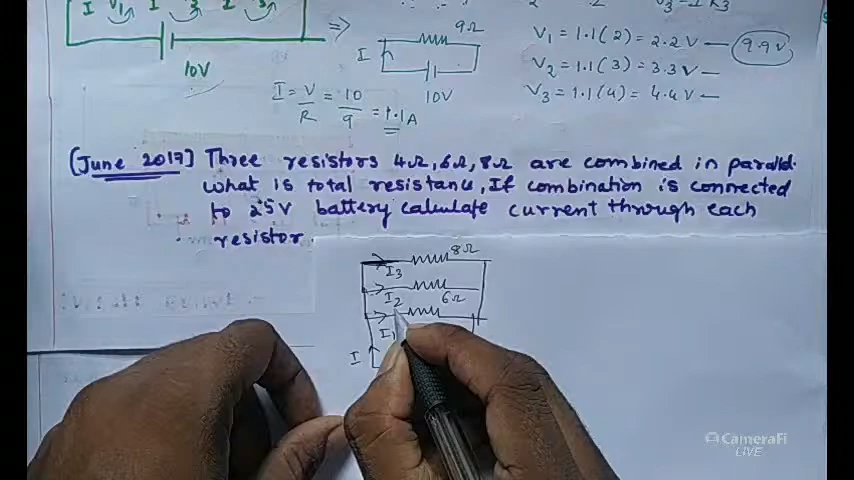 I V₁ I 3 I 3
10V
⇒
9Ω
I
10V
I = V/R = 10/9 = 1.1A
V₁ = 1.1(2) = 2.2V — 9.9V
V₂ = 1.1(3) = 3.3V —
V₃ = 1.1(4) = 4.4V —
[June 2017] Three resistors 4Ω, 6Ω, 8Ω are combined in parallel.
what is total resistance, If combination is connected
to 25V battery calculate current through each
resistor.
8Ω
I₃
6Ω
I₂
I₁
I
CameraFi
LIVE